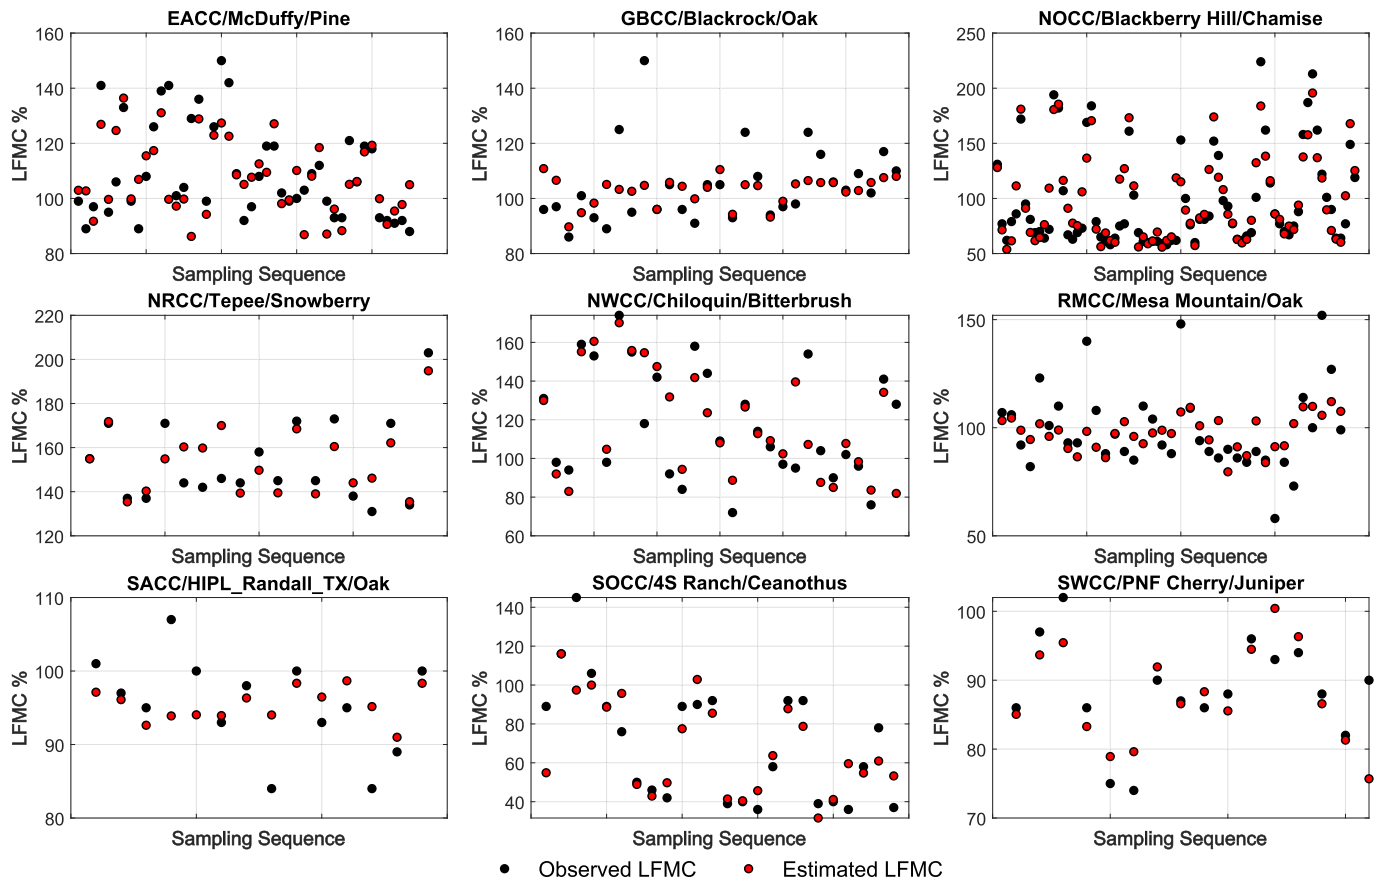 EACC/McDuffy/Pine
GBCC/Blackrock/Oak
NOCC/Blackberry Hill/Chamise
160
140
120
100
80
LFMC %
Sampling Sequence
160
140
120
100
80
LFMC %
Sampling Sequence
250
200
150
100
50
LFMC %
Sampling Sequence
NRCC/Tepee/Snowberry
NWCC/Chiloquin/Bitterbrush
RMCC/Mesa Mountain/Oak
220
200
180
160
140
120
LFMC %
Sampling Sequence
160
140
120
100
80
60
LFMC %
Sampling Sequence
150
100
50
LFMC %
Sampling Sequence
SACC/HIPL_Randall_TX/Oak
SOCC/4S Ranch/Ceanothus
SWCC/PNF Cherry/Juniper
110
100
90
80
LFMC %
Sampling Sequence
140
120
100
80
60
40
LFMC %
Sampling Sequence
100
90
80
70
LFMC %
Sampling Sequence
Observed LFMC
Estimated LFMC